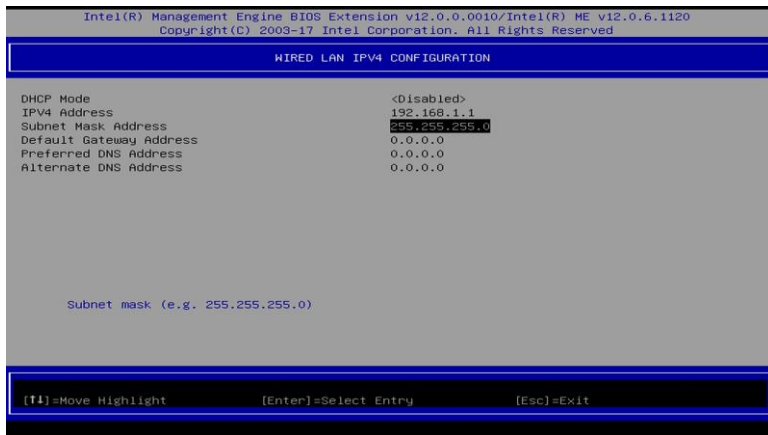 Intel(R) Management Engine BIOS Extension v12.0.0.0010/Intel(R) ME v12.0.6.1120
Copyright(C) 2003-17 Intel Corporation. All Rights Reserved
WIRED LAN IPV4 CONFIGURATION
DHCP Mode <Disabled>
IPV4 Address 192.168.1.1
Subnet Mask Address 255.255.255.0
Default Gateway Address 0.0.0.0
Preferred DNS Address 0.0.0.0
Alternate DNS Address 0.0.0.0
Subnet mask (e.g. 255.255.255.0)
[↑↓]=Move Highlight [Enter]=Select Entry [Esc]=Exit